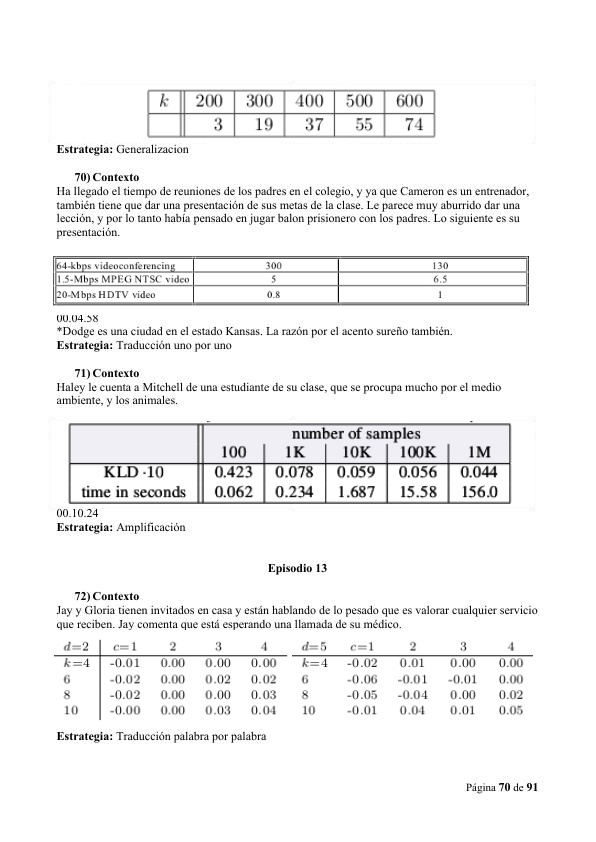 k 200 300 400 500 600
3 19 37 55 74
Estrategia: Generalizacion
70) Contexto
Ha llegado el tiempo de reuniones de los padres en el colegio, y ya que Cameron es un entrenador,
también tiene que dar una presentación de sus metas de la clase. Le parece muy aburrido dar una
lección, y por lo tanto había pensado en jugar balon prisionero con los padres. Lo siguiente es su
presentación.
64-kbps videoconferencing 300 130
1.5-Mbps MPEG NTSC video 5 6.5
20-Mbps HDTV video 0.8 1
00.04.58
*Dodge es una ciudad en el estado Kansas. La razón por el acento sureño también.
Estrategia: Traducción uno por uno
71) Contexto
Haley le cuenta a Mitchell de una estudiante de su clase, que se procupa mucho por el medio
ambiente, y los animales.
number of samples
100 1K 10K 100K 1M
KLD ·10 0.423 0.078 0.059 0.056 0.044
time in seconds 0.062 0.234 1.687 15.58 156.0
00.10.24
Estrategia: Amplificación
Episodio 13
72) Contexto
Jay y Gloria tienen invitados en casa y están hablando de lo pesado que es valorar cualquier servicio
que reciben. Jay comenta que está esperando una llamada de su médico.
d=2 c=1 2 3 4 d=5 c=1 2 3 4
k=4 -0.01 0.00 0.00 0.00 k=4 -0.02 0.01 0.00 0.00
6 -0.02 0.00 0.02 0.02 6 -0.06 -0.01 -0.01 0.00
8 -0.02 0.00 0.00 0.03 8 -0.05 -0.04 0.00 0.02
10 -0.00 0.00 0.03 0.04 10 -0.01 0.04 0.01 0.05
Estrategia: Traducción palabra por palabra
Página 70 de 91